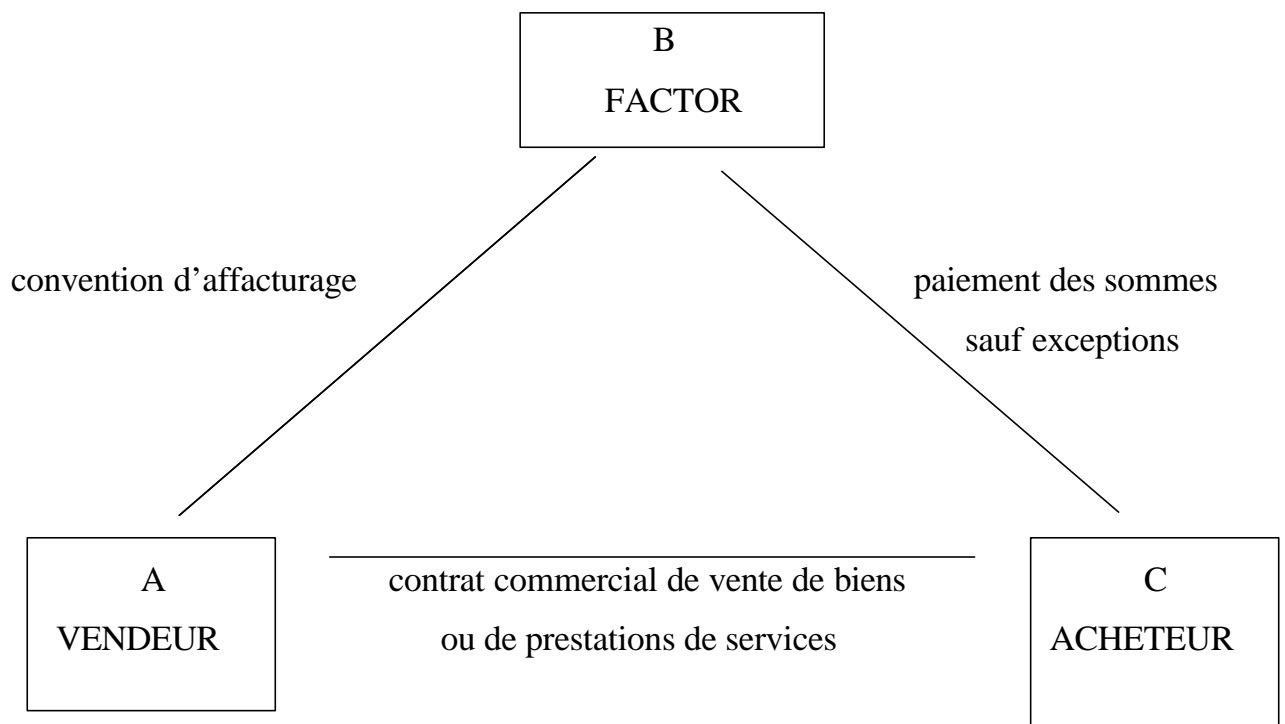 B
FACTOR
convention d’affacturage
paiement des sommes
sauf exceptions
A
VENDEUR
contrat commercial de vente de biens
ou de prestations de services
C
ACHETEUR